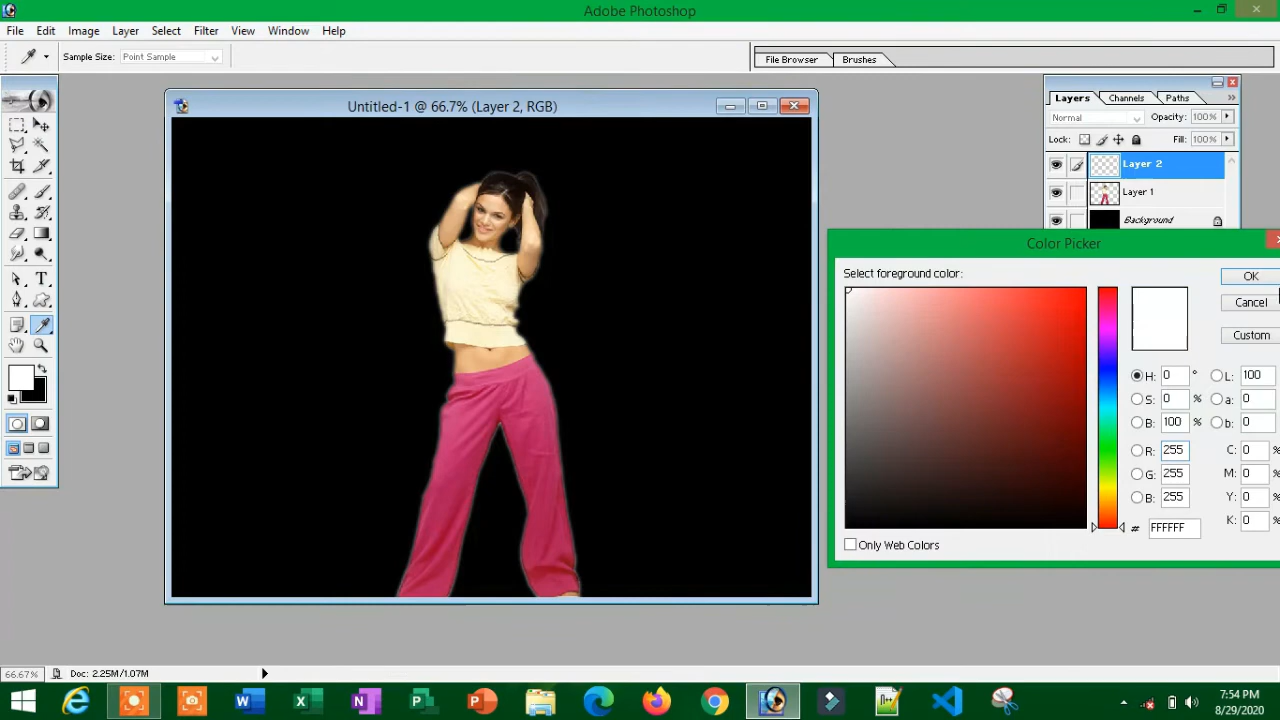 Adobe Photoshop
File Edit Image Layer Select Filter View Window Help
Sample Size: Point Sample
File Browser Brushes
Untitled-1 @ 66.7% (Layer 2, RGB)
Layers Channels Paths
Normal Opacity: 100%
Lock: Fill: 100%
Layer 2
Layer 1
Background
Color Picker
Select foreground color:
OK
Cancel
Custom
H: 0 ° L: 100
S: 0 % a: 0
B: 100 % b: 0
R: 255 C: 0 %
G: 255 M: 0 %
B: 255 Y: 0 %
# FFFFFF K: 0 %
Only Web Colors
66.67% Doc: 2.25M/1.07M
7:54 PM
8/29/2020